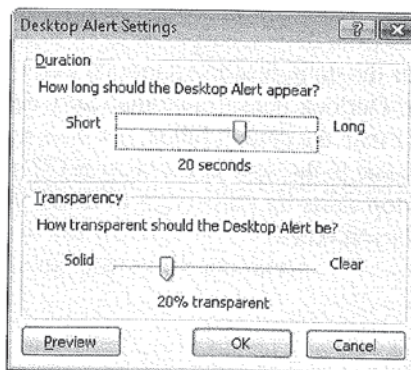 Desktop Alert Settings
Duration
How long should the Desktop Alert appear?
Short Long
20 seconds
Transparency
How transparent should the Desktop Alert be?
Solid Clear
20% transparent
Preview OK Cancel